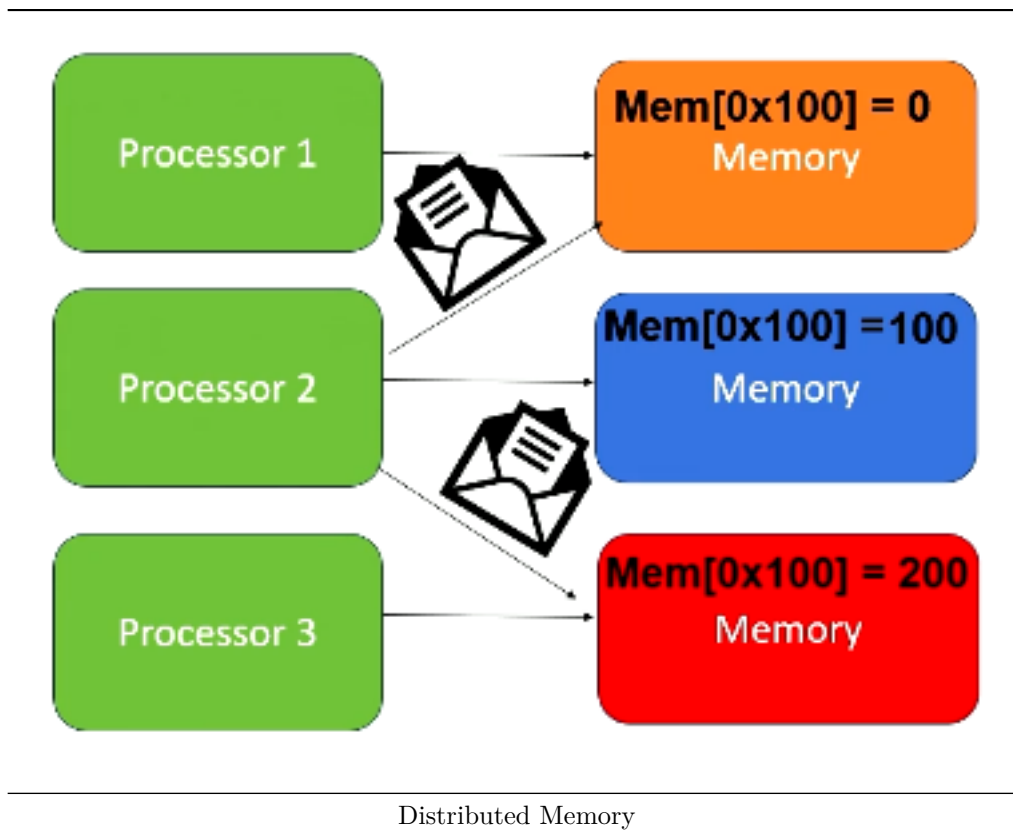 Processor 1
Mem[0x100] = 0
Memory
Processor 2
Mem[0x100] =100
Memory
Processor 3
Mem[0x100] = 200
Memory
Distributed Memory